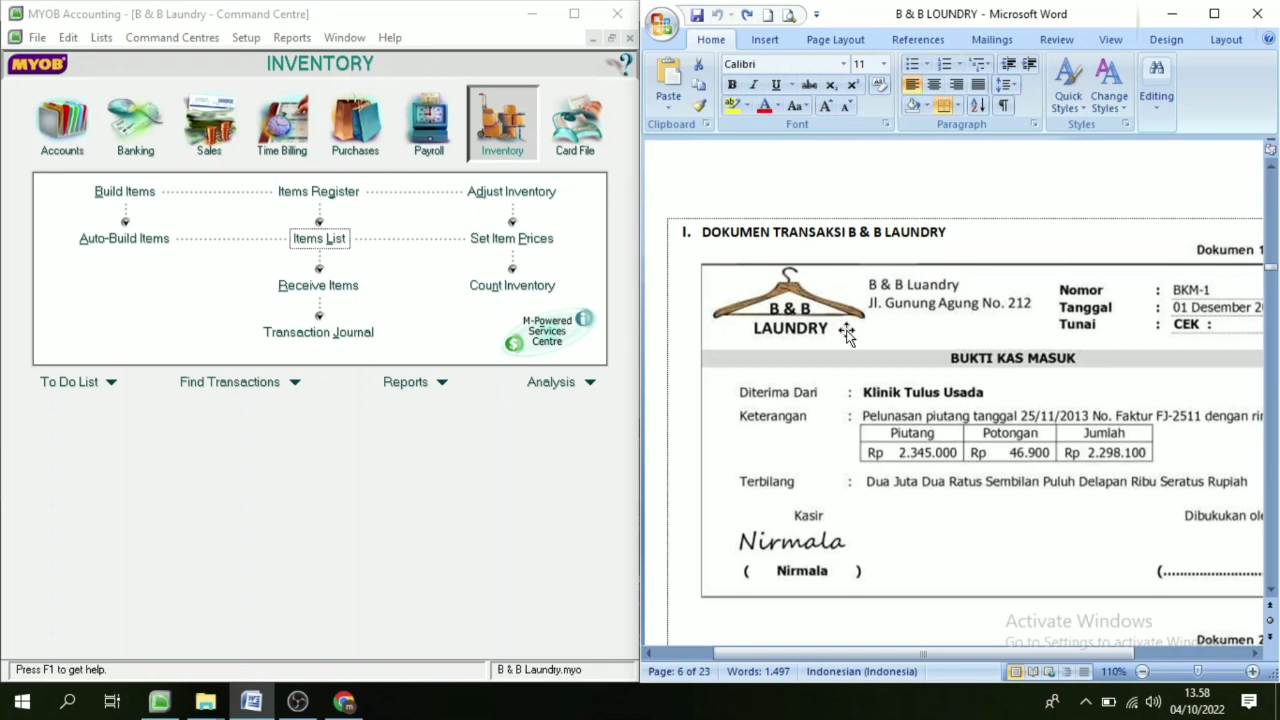 MYOB Accounting - [B & B Laundry - Command Centre]
File Edit Lists Command Centres Setup Reports Window Help
MYOB INVENTORY
Accounts Banking Sales Time Billing Purchases Payroll Inventory Card File
Build Items Items Register Adjust Inventory
Auto-Build Items Items List Set Item Prices
Receive Items Count Inventory
Transaction Journal
M-Powered
Services
Centre
To Do List Find Transactions Reports Analysis
Press F1 to get help. B & B Laundry.myo
B & B LOUNDRY - Microsoft Word
Home Insert Page Layout References Mailings Review View Design Layout
Calibri 11
Paste
Quick Styles
Change Styles
Editing
Clipboard Font Paragraph Styles
I. DOKUMEN TRANSAKSI B & B LAUNDRY
Dokumen 1
B & B
LAUNDRY
B & B Luandry
Jl. Gunung Agung No. 212
Nomor : BKM-1
Tanggal : 01 Desember 20
Tunai : CEK :
BUKTI KAS MASUK
Diterima Dari : Klinik Tulus Usada
Keterangan : Pelunasan piutang tanggal 25/11/2013 No. Faktur FJ-2511 dengan rin
Piutang Potongan Jumlah
Rp 2.345.000 Rp 46.900 Rp 2.298.100
Terbilang : Dua Juta Dua Ratus Sembilan Puluh Delapan Ribu Seratus Rupiah
Kasir Dibukukan ole
Nirmala
( Nirmala ) (......................
Activate Windows
Go to Settings to activate Win
Dokumen 2
Page: 6 of 23 Words: 1.497 Indonesian (Indonesia) 110%
13.58
04/10/2022